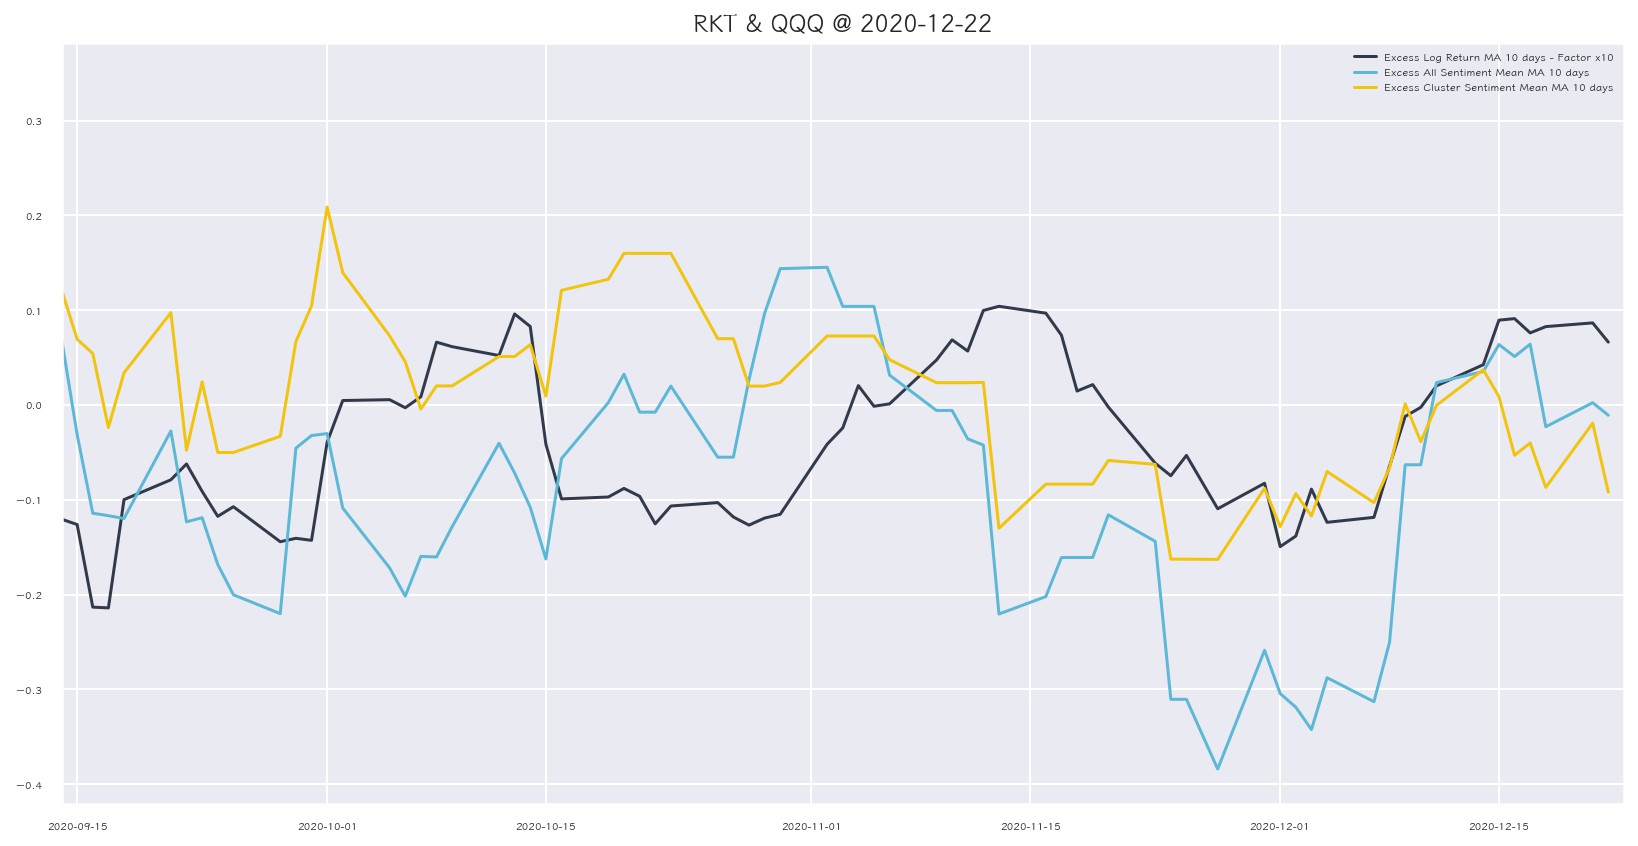 RKT & QQQ @ 2020-12-22
Excess Log Return MA 10 days - Factor x10
Excess All Sentiment Mean MA 10 days
Excess Cluster Sentiment Mean MA 10 days
0.3
0.2
0.1
0.0
−0.1
−0.2
−0.3
−0.4
2020-09-15 2020-10-01 2020-10-15 2020-11-01 2020-11-15 2020-12-01 2020-12-15